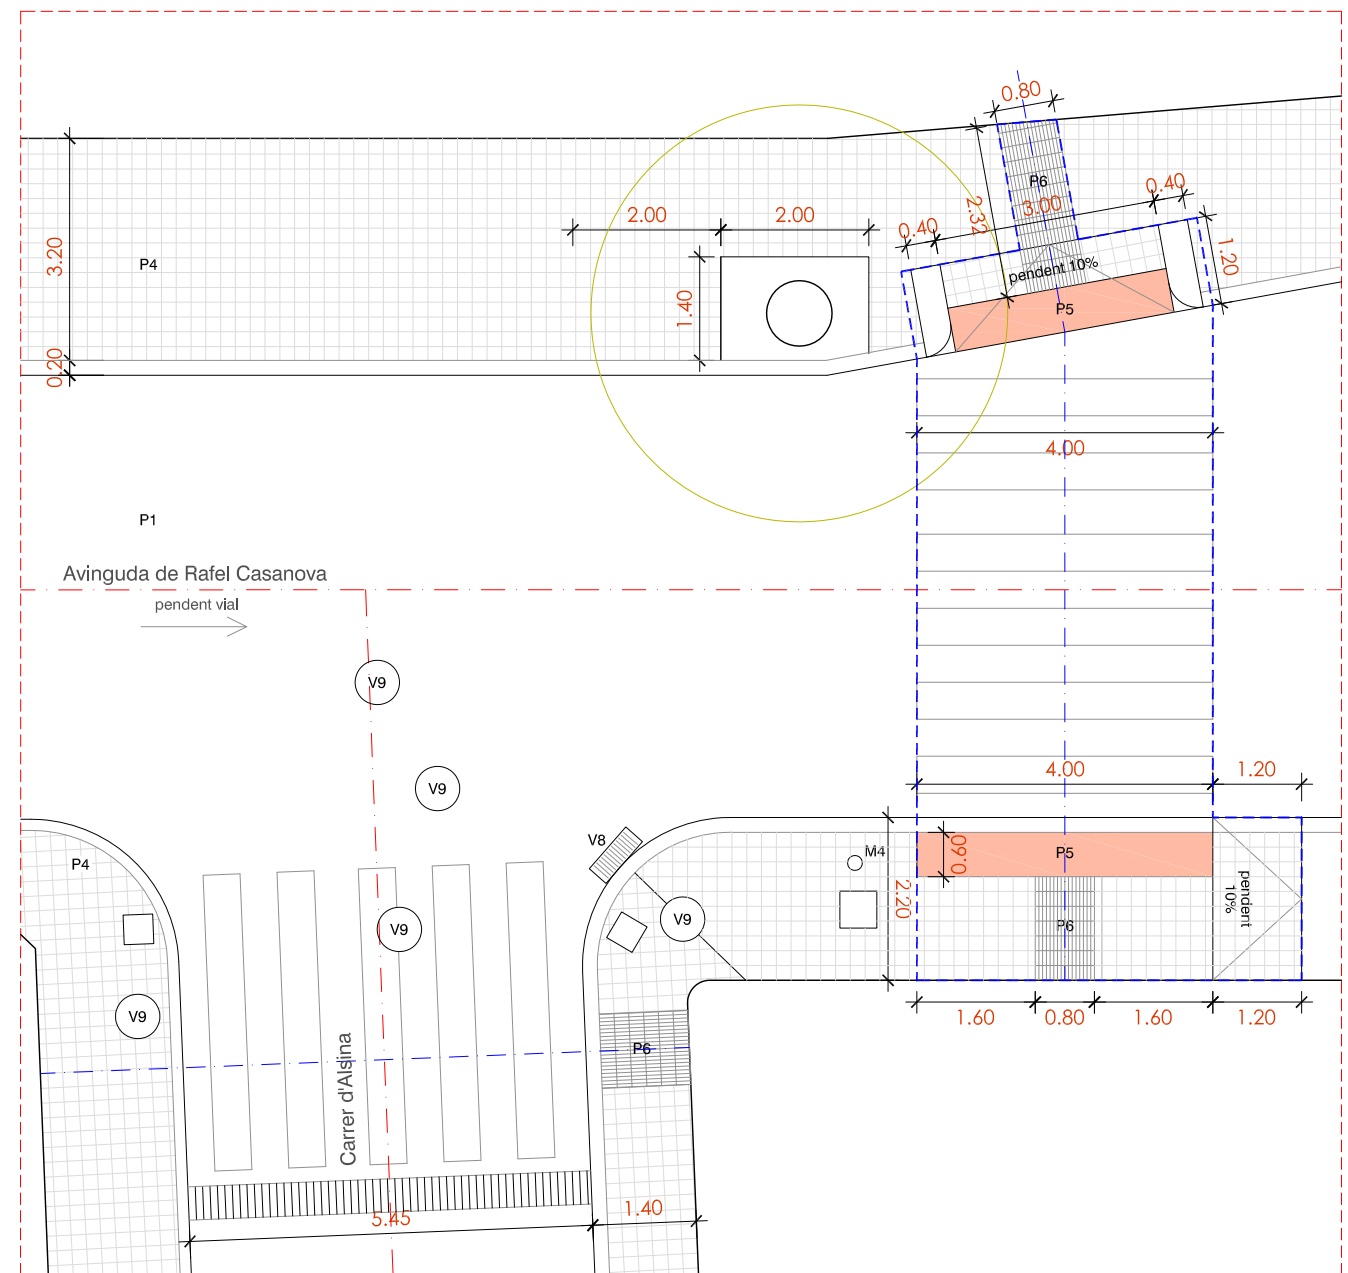 0.80
P6
0.40
2.32
3.00
0.40
1.20
2.00
2.00
3.20
P4
pendent 10%
1.40
P5
0.20
4.00
P1
Avinguda de Rafel Casanova
pendent vial
V9
4.00
1.20
V9
V8
M4
P5
0.60
P4
2.20
pendent
10%
V9
V9
P6
V9
1.60
0.80
1.60
1.20
P6
Carrer d'Alsina
5.45
1.40